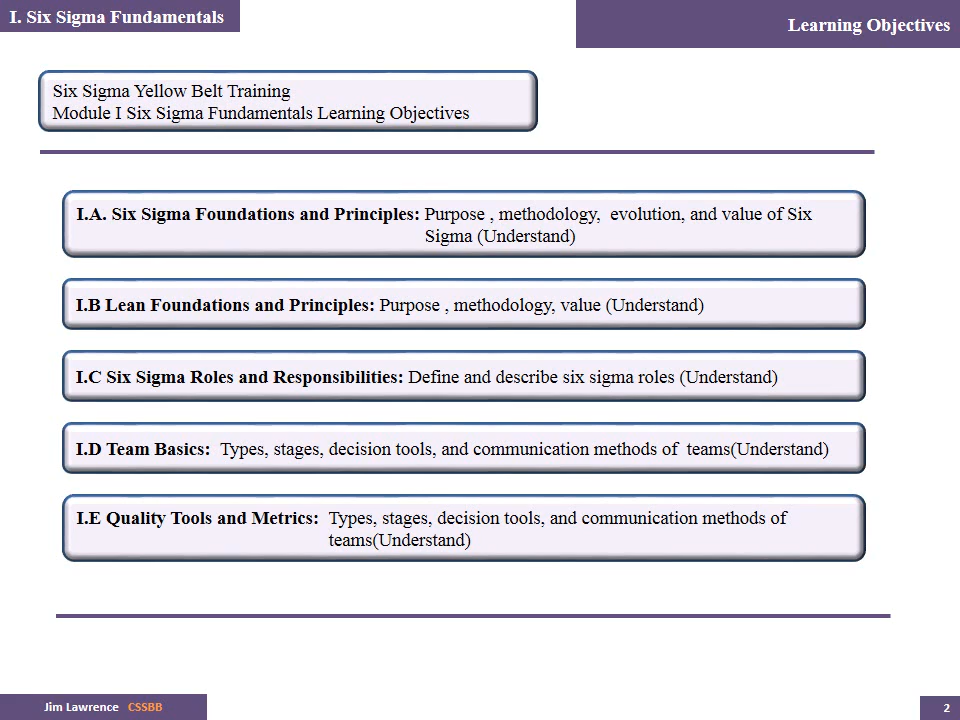 I. Six Sigma Fundamentals
Learning Objectives
Six Sigma Yellow Belt Training
Module I Six Sigma Fundamentals Learning Objectives
I.A. Six Sigma Foundations and Principles: Purpose , methodology,  evolution, and value of Six
Sigma (Understand)
I.B Lean Foundations and Principles: Purpose , methodology, value (Understand)
I.C Six Sigma Roles and Responsibilities: Define and describe six sigma roles (Understand)
I.D Team Basics:  Types, stages, decision tools, and communication methods of  teams(Understand)
I.E Quality Tools and Metrics:  Types, stages, decision tools, and communication methods of
teams(Understand)
Jim Lawrence   CSSBB
2